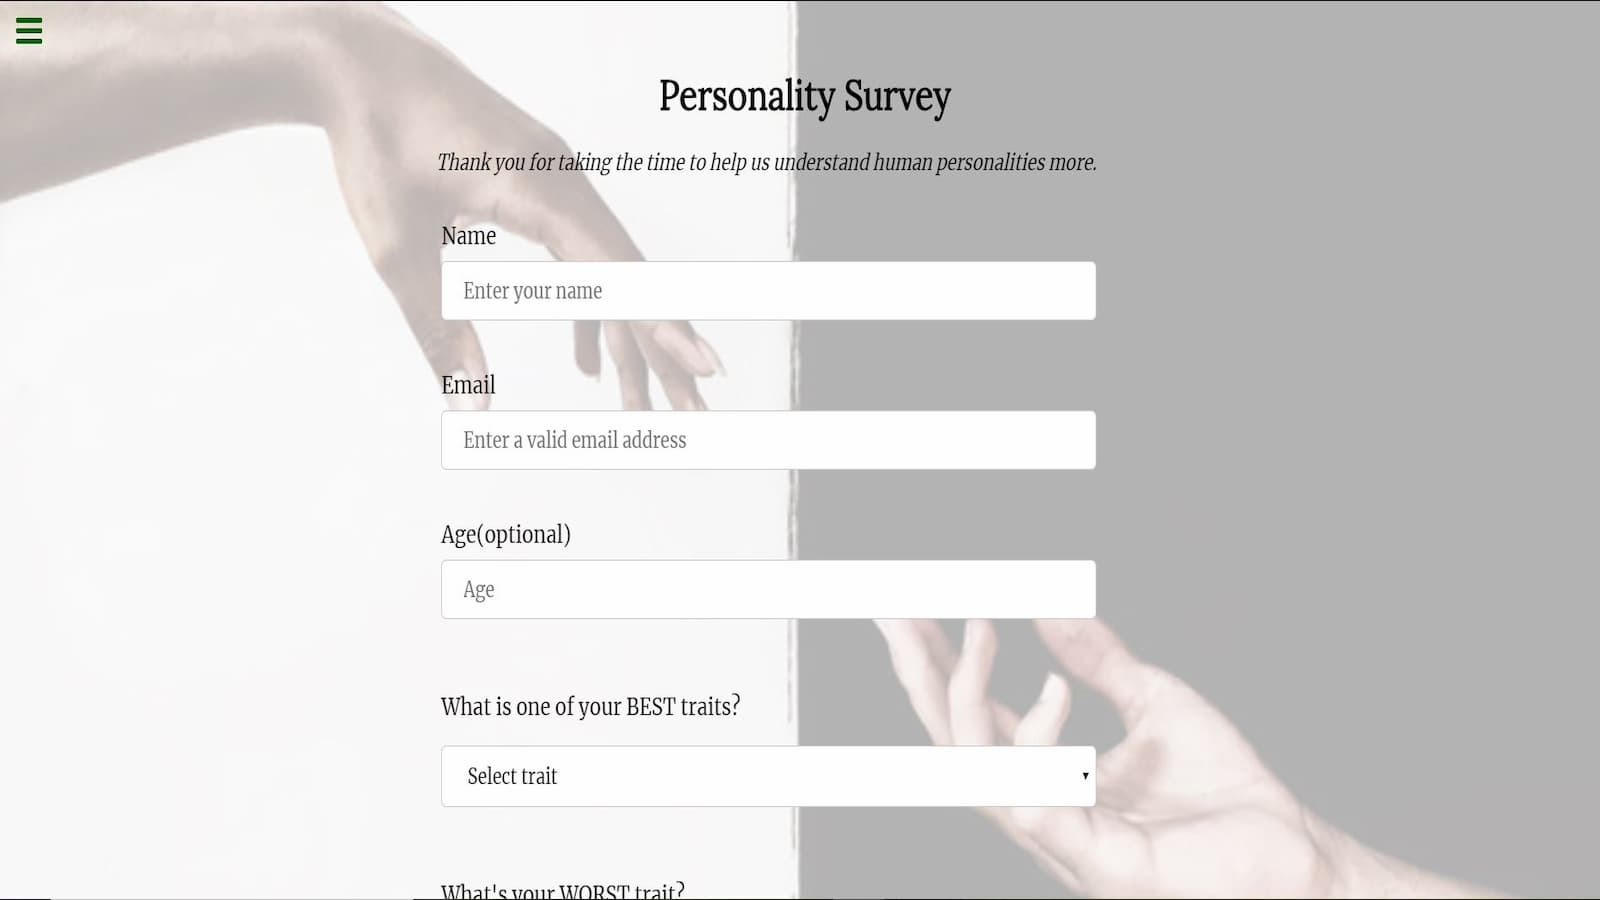 Personality Survey
Thank you for taking the time to help us understand human personalities more.
Name
Enter your name
Email
Enter a valid email address
Age(optional)
Age
What is one of your BEST traits?
Select trait
What's your WORST trait?